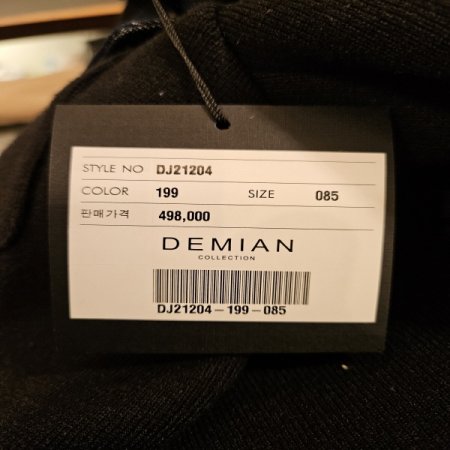 STYLE NO DJ21204
COLOR 199 SIZE 085
판매가격 498,000
DEMIAN
COLLECTION
DJ21204-199-085